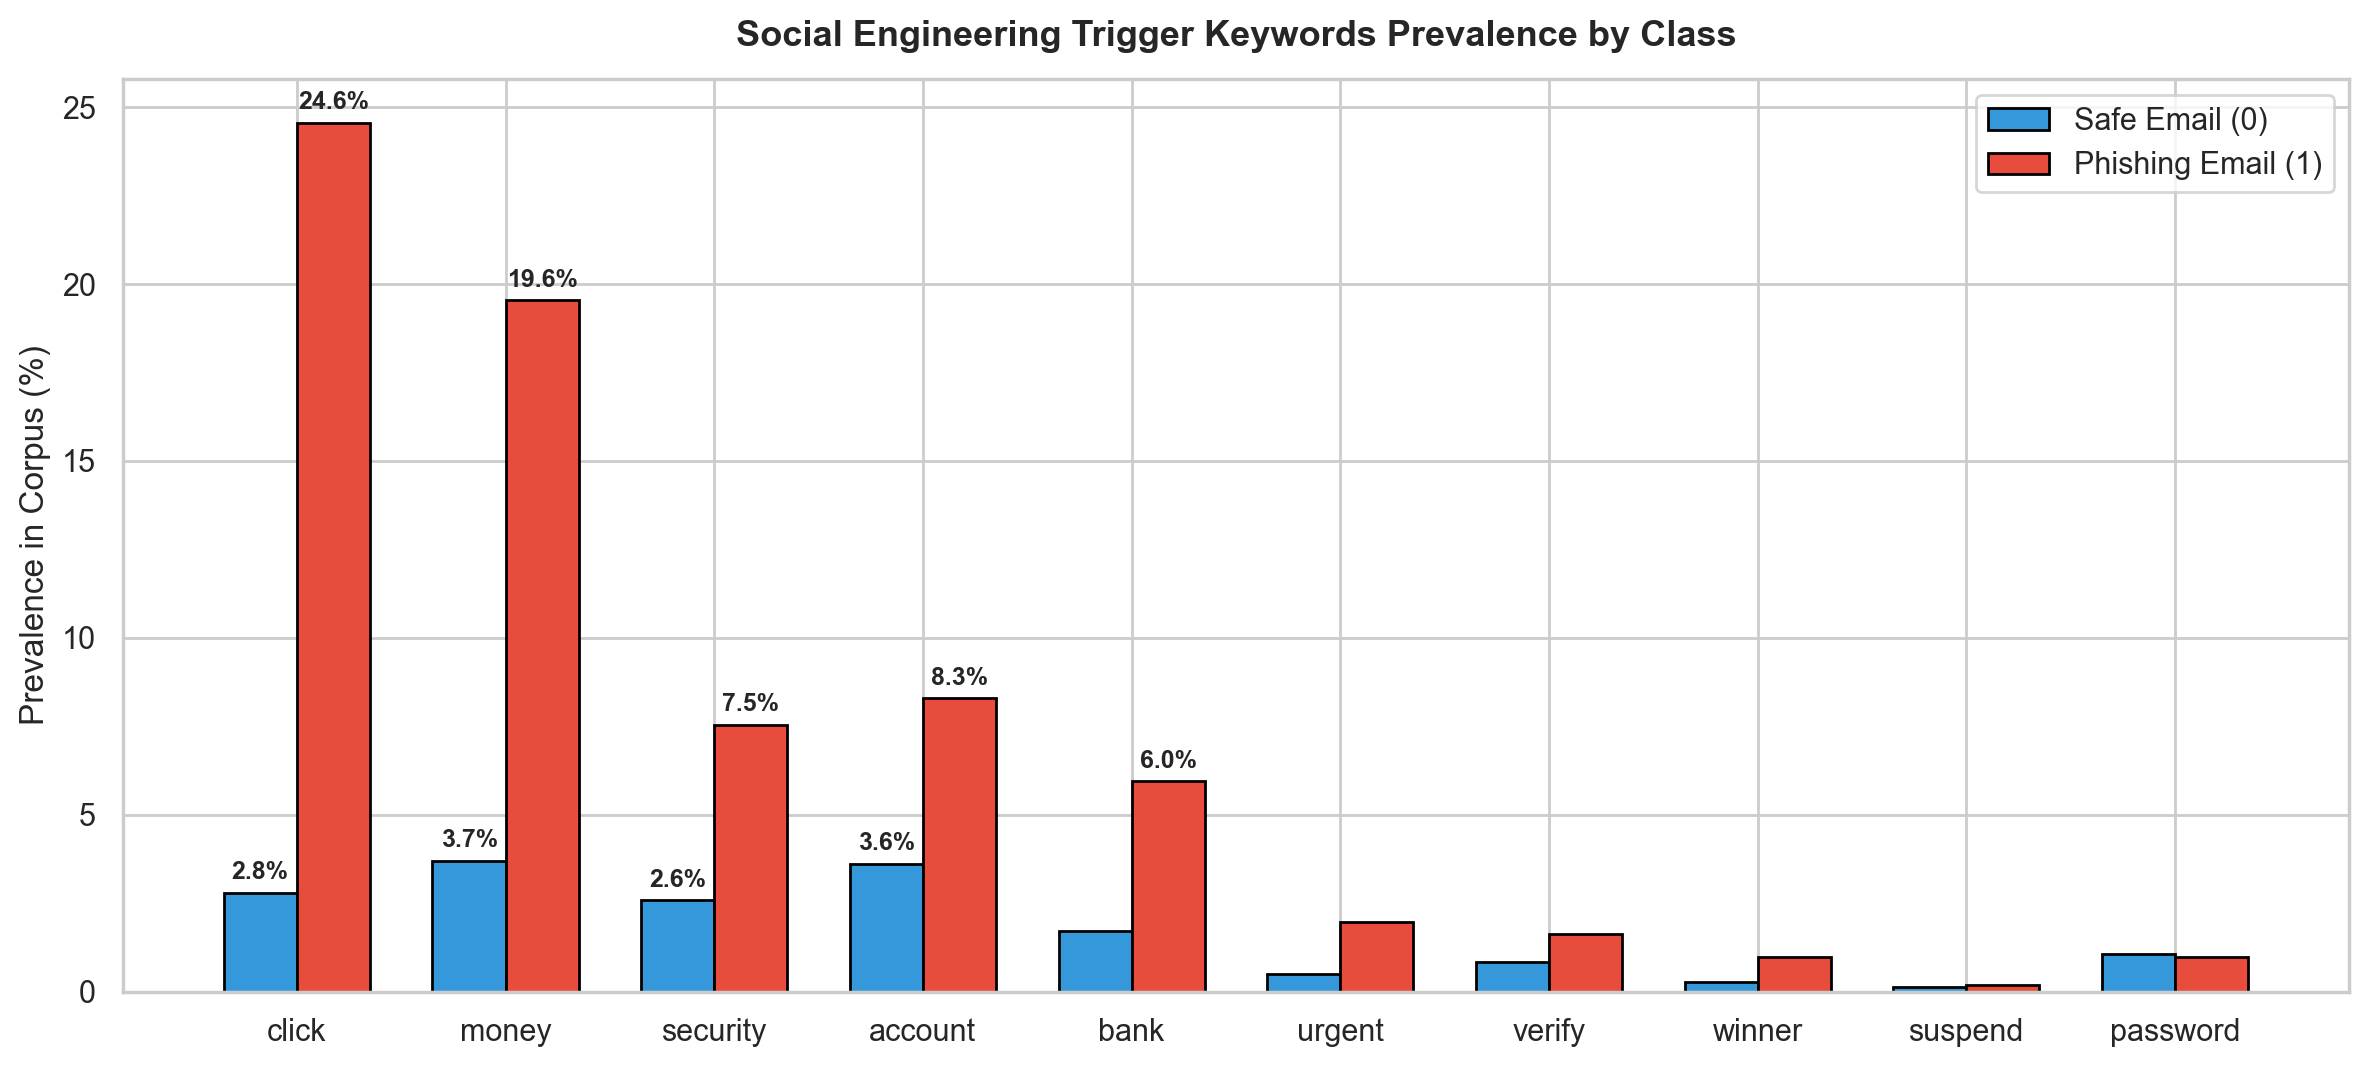 Social Engineering Trigger Keywords Prevalence by Class
Safe Email (0)
Phishing Email (1)
Prevalence in Corpus (%)
25
20
15
10
5
0
2.8%
24.6%
3.7%
19.6%
2.6%
7.5%
3.6%
8.3%
6.0%
click
money
security
account
bank
urgent
verify
winner
suspend
password